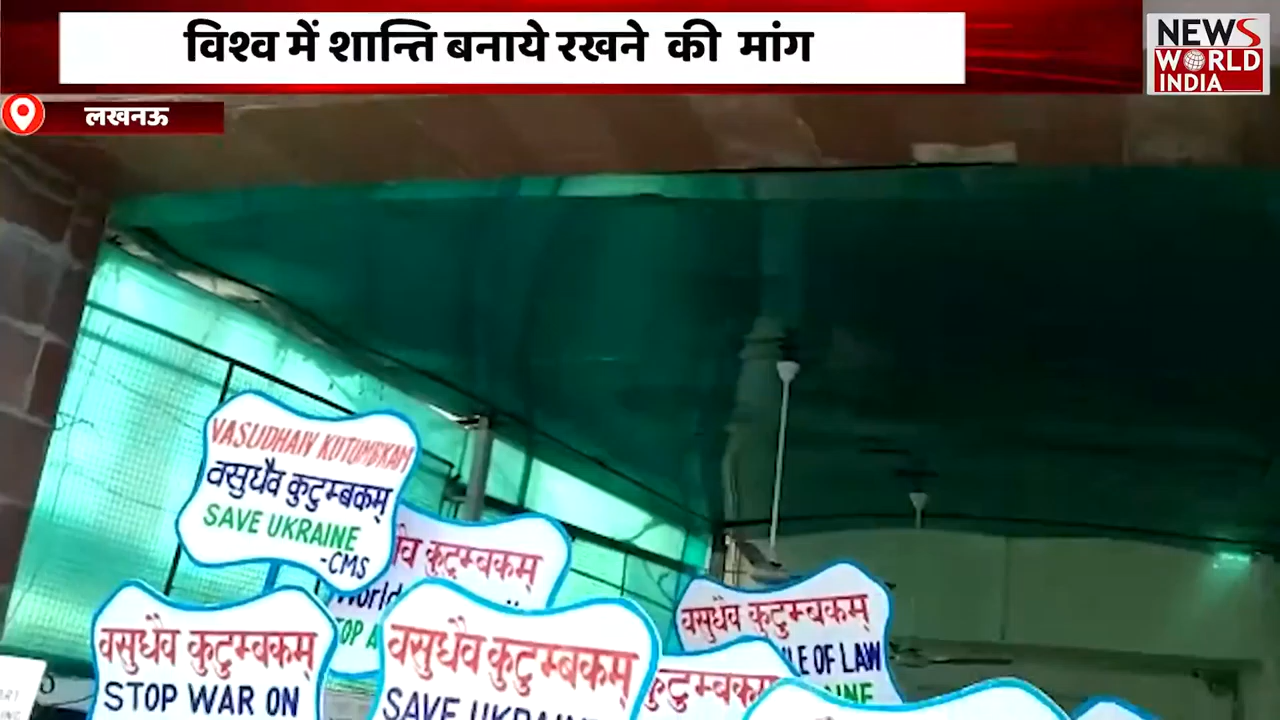 विश्व में शान्ति बनाये रखने की मांग
NEWS
WORLD
INDIA
लखनऊ
VASUDHAIV KUTUMBKAM
वसुधैव कुटुम्बकम्
SAVE UKRAINE
-CMS
कुटुम्बकम्
वसुधैव कुटुम्बकम्
STOP WAR ON
वसुधैव कुटुम्बकम्
SAVE UKRAINE
वसुधैव कुटुम्बकम्
OF LAW